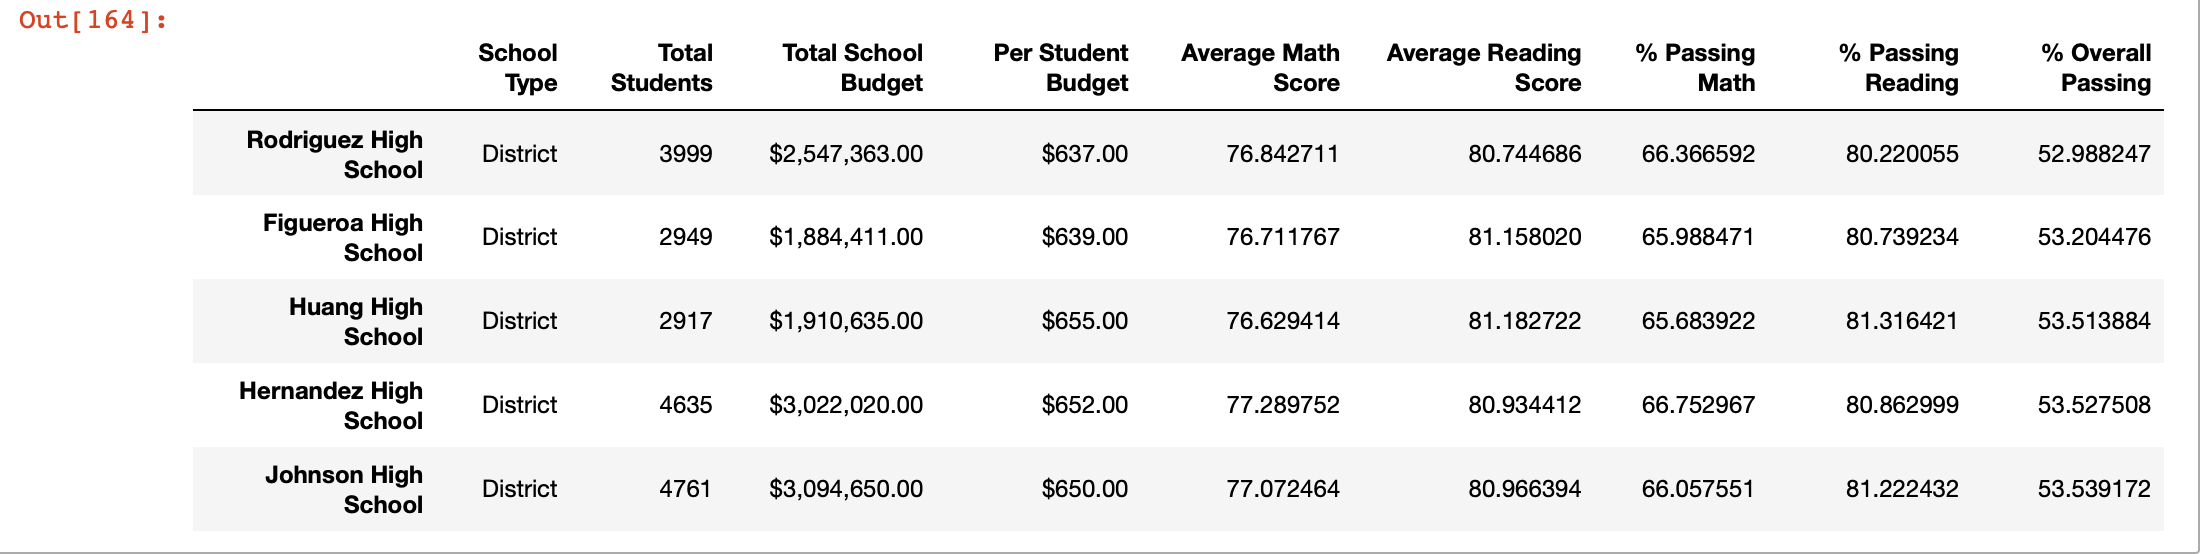 Out[164]:
School Type Total Students Total School Budget Per Student Budget Average Math Score Average Reading Score % Passing Math % Passing Reading % Overall Passing
Rodriguez High School District 3999 $2,547,363.00 $637.00 76.842711 80.744686 66.366592 80.220055 52.988247
Figueroa High School District 2949 $1,884,411.00 $639.00 76.711767 81.158020 65.988471 80.739234 53.204476
Huang High School District 2917 $1,910,635.00 $655.00 76.629414 81.182722 65.683922 81.316421 53.513884
Hernandez High School District 4635 $3,022,020.00 $652.00 77.289752 80.934412 66.752967 80.862999 53.527508
Johnson High School District 4761 $3,094,650.00 $650.00 77.072464 80.966394 66.057551 81.222432 53.539172